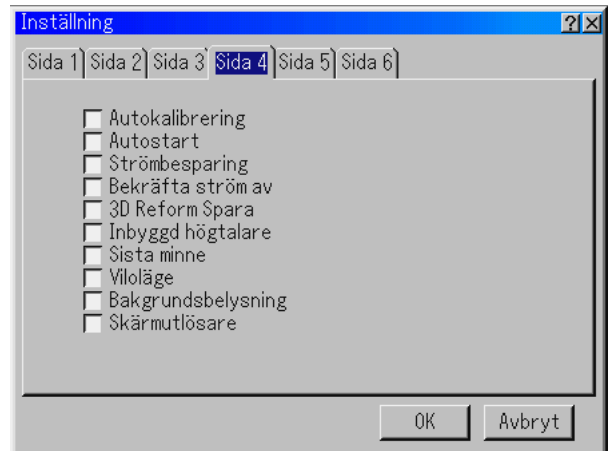 Inställning
Sida 1 Sida 2 Sida 3 Sida 4 Sida 5 Sida 6
Autokalibrering
Autostart
Strömbesparing
Bekräfta ström av
3D Reform Spara
Inbyggd högtalare
Sista minne
Viloläge
Bakgrundsbelysning
Skärmutlösare
OK Avbryt